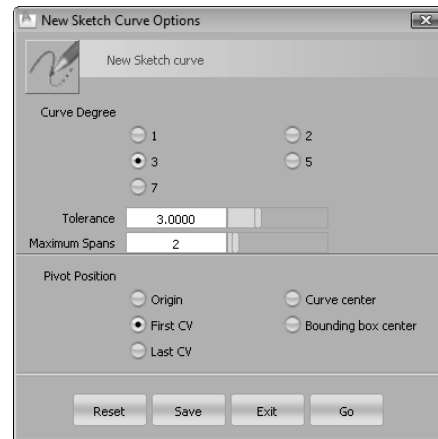 New Sketch Curve Options
New Sketch curve
Curve Degree
1 2
3 5
7
Tolerance 3.0000
Maximum Spans 2
Pivot Position
Origin Curve center
First CV Bounding box center
Last CV
Reset Save Exit Go